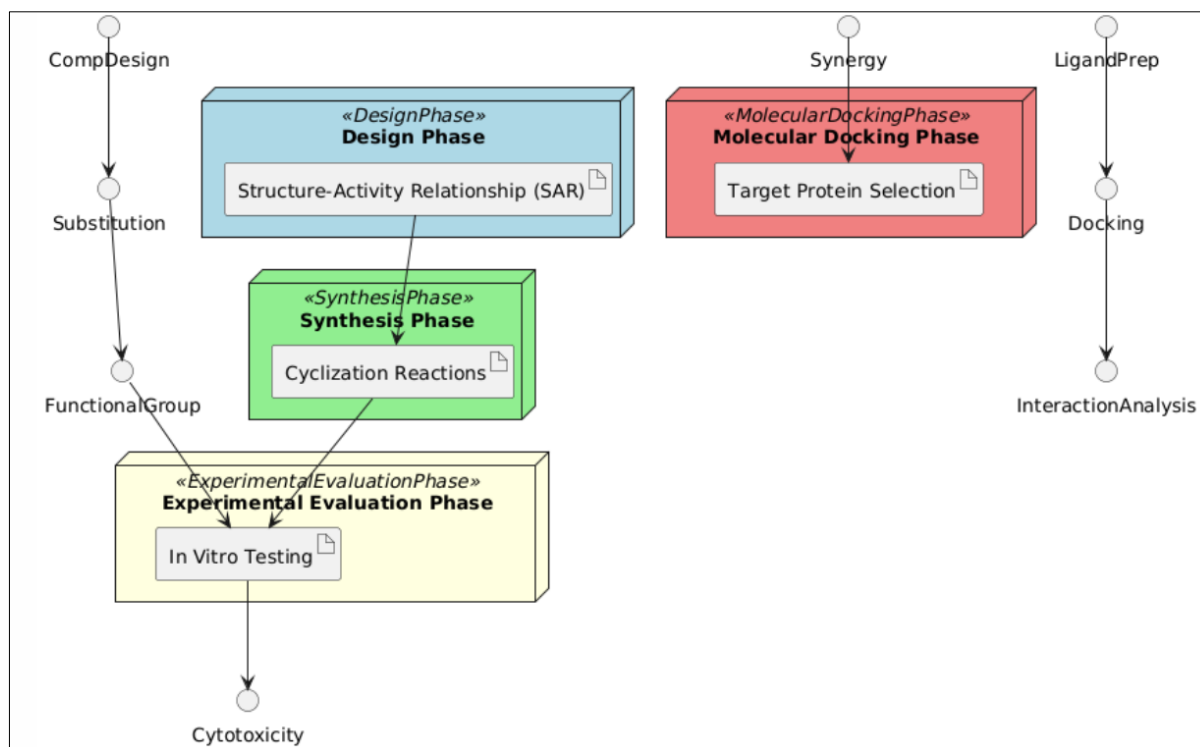 CompDesign
Synergy
LigandPrep
«DesignPhase»
Design Phase
Structure-Activity Relationship (SAR)
«MolecularDockingPhase»
Molecular Docking Phase
Target Protein Selection
Substitution
Docking
«SynthesisPhase»
Synthesis Phase
Cyclization Reactions
FunctionalGroup
InteractionAnalysis
«ExperimentalEvaluationPhase»
Experimental Evaluation Phase
In Vitro Testing
Cytotoxicity